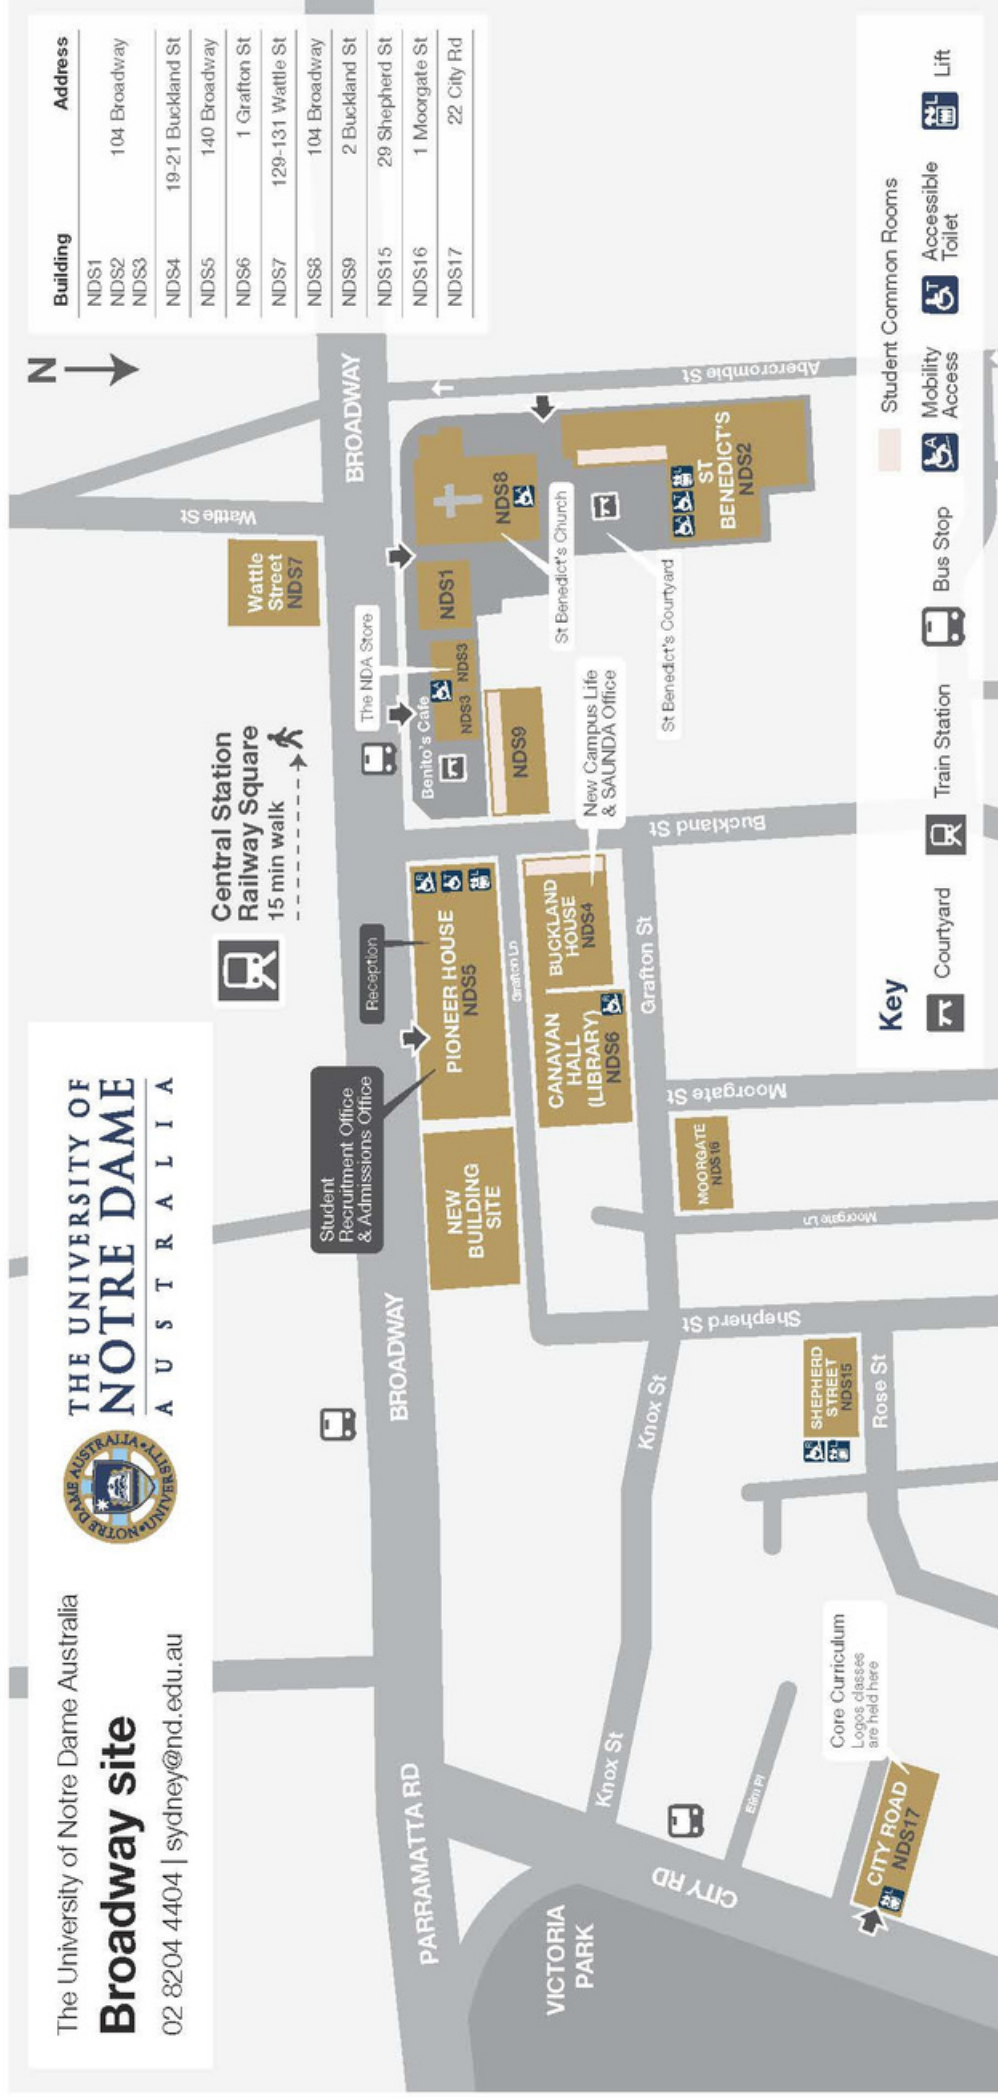 The University of Notre Dame Australia
Broadway site
02 8204 4404 | sydney@nd.edu.au
NOTRE DAME AUSTRALIA • UNIVERSITY •
THE UNIVERSITY OF
NOTRE DAME
AUSTRALIA
N
Building Address
NDS1
NDS2 104 Broadway
NDS3
NDS4 19-21 Buckland St
NDS5 140 Broadway
NDS6 1 Grafton St
NDS7 129-131 Wattle St
NDS8 104 Broadway
NDS9 2 Buckland St
NDS15 29 Shepherd St
NDS16 1 Moorgate St
NDS17 22 City Rd
Central Station
Railway Square
15 min walk
Wattle St
Wattle
Street
NDS7
Student
Recruitment Office
& Admissions Office
Reception
The NDA Store
PARRAMATTA RD
BROADWAY
BROADWAY
Benito's Cafe
NDS3 NDS3
NDS1
NDS8
NEW
BUILDING
SITE
PIONEER HOUSE
NDS5
Grafton Ln
NDS9
St Benedict's Church
CANAVAN
HALL
(LIBRARY)
NDS6
BUCKLAND
HOUSE
NDS4
New Campus Life
& SAUNDA Office
St Benedict's Courtyard
ST
BENEDICT'S
NDS2
Abercrombie St
Buckland St
Grafton St
VICTORIA
PARK
Knox St
Knox St
CITY RD
Shepherd St
MOORGATE
NDS16
Moorgate St
Moorgate Ln
Elim Pl
SHEPHERD
STREET
NDS15
Rose St
Core Curriculum
Logos classes
are held here
CITY ROAD
NDS17
Key
Student Common Rooms
Courtyard
Train Station
Bus Stop
Mobility
Access
Accessible
Toilet
Lift